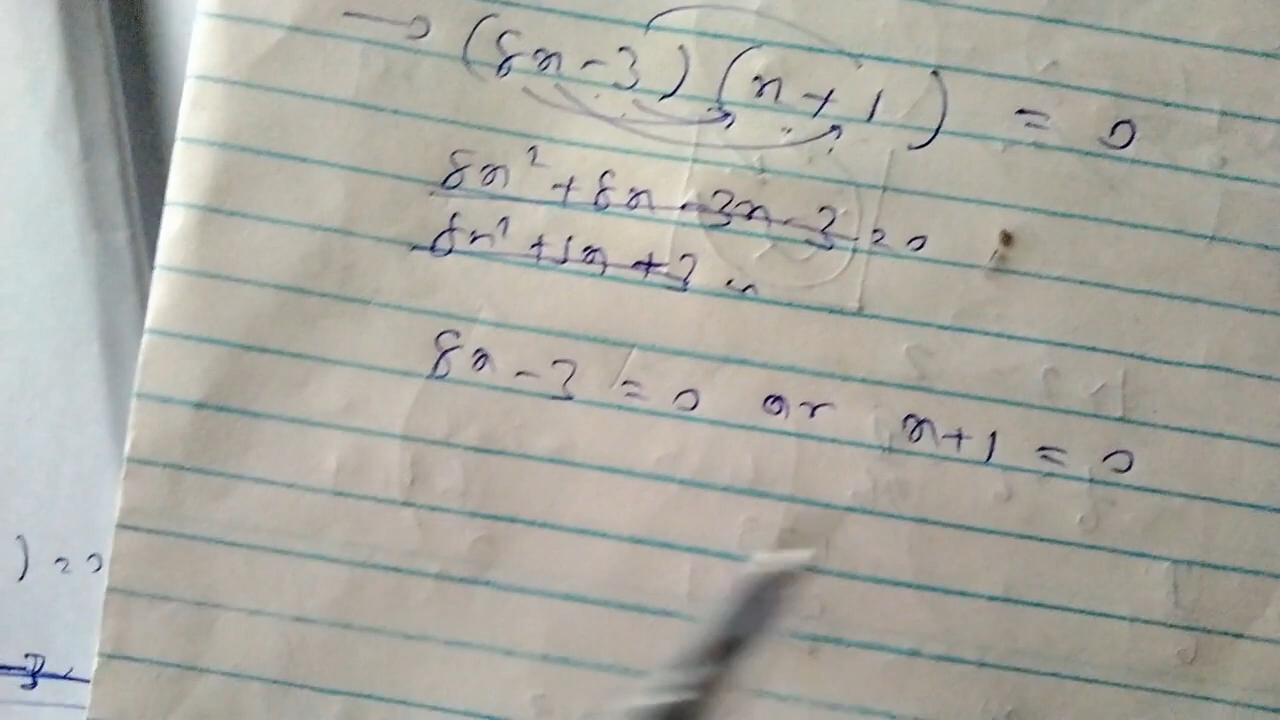 → (8x-3) (x+1) = 0
8x² + 8x - 3x - 3 = 0
8x - 3 = 0 or x+1 = 0
) = 0